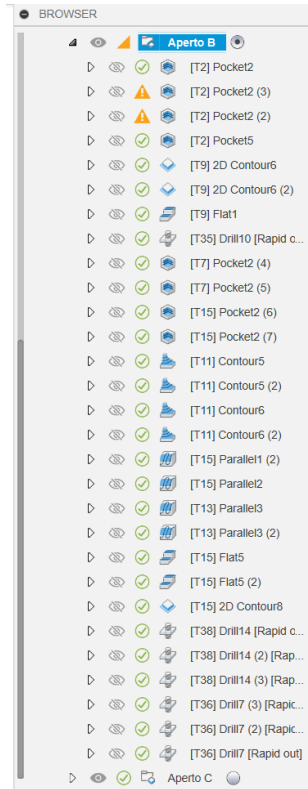 BROWSER
Aperto B
[T2] Pocket2
[T2] Pocket2 (3)
[T2] Pocket2 (2)
[T2] Pocket5
[T9] 2D Contour6
[T9] 2D Contour6 (2)
[T9] Flat1
[T35] Drill10 [Rapid o...
[T7] Pocket2 (4)
[T7] Pocket2 (5)
[T15] Pocket2 (6)
[T15] Pocket2 (7)
[T11] Contour5
[T11] Contour5 (2)
[T11] Contour6
[T11] Contour6 (2)
[T15] Parallel1 (2)
[T15] Parallel2
[T13] Parallel3
[T13] Parallel3 (2)
[T15] Flat5
[T15] Flat5 (2)
[T15] 2D Contour8
[T38] Drill14 [Rapid o...
[T38] Drill14 (2) [Rap...
[T38] Drill14 (3) [Rap...
[T36] Drill7 (3) [Rapic...
[T36] Drill7 (2) [Rapic...
[T36] Drill7 [Rapid out]
Aperto C